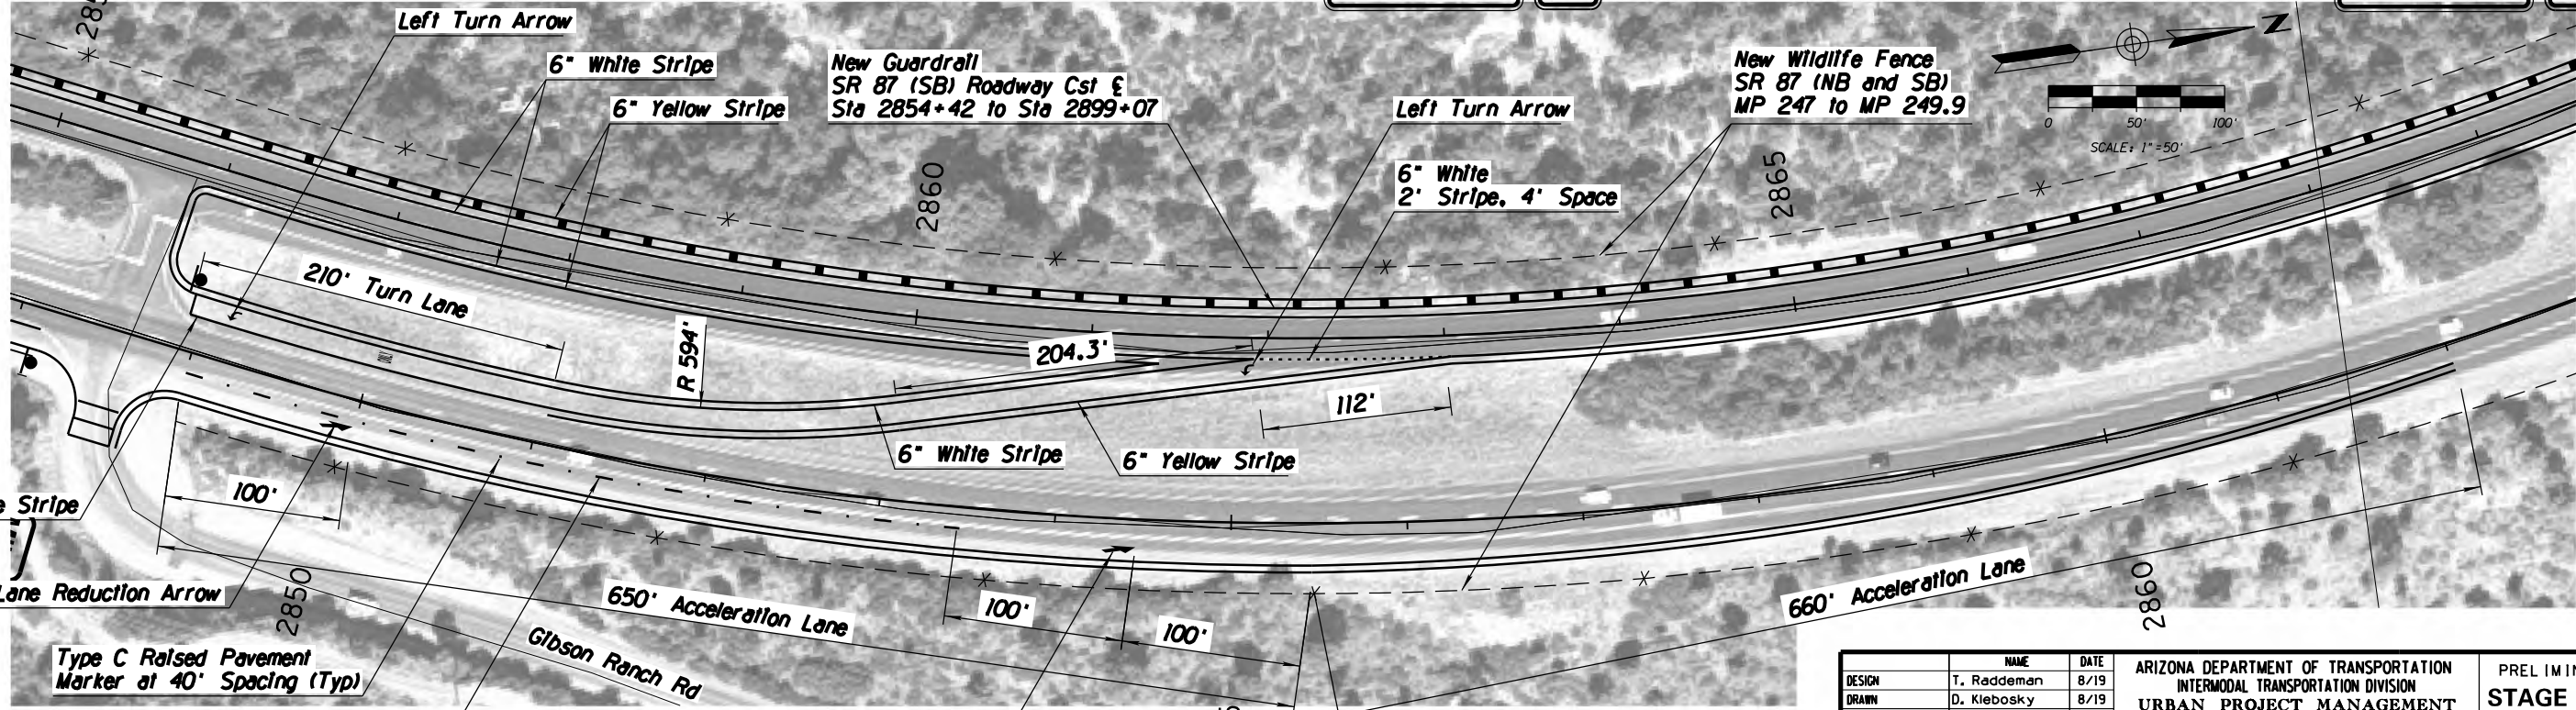 Left Turn Arrow
6" White Stripe
6" Yellow Stripe
New Guardrail
SR 87 (SB) Roadway Cst ℄
Sta 2854+42 to Sta 2899+07
2860
Left Turn Arrow
6" White
2' Stripe, 4' Space
New Wildlife Fence
SR 87 (NB and SB)
MP 247 to MP 249.9
2865
N
0 50' 100'
SCALE: 1"=50'
210' Turn Lane
R 594'
204.3'
112'
6" White Stripe
6" Yellow Stripe
100'
Stripe
Lane Reduction Arrow
2850
650' Acceleration Lane
100'
100'
660' Acceleration Lane
2860
Gibson Ranch Rd
Type C Raised Pavement
Marker at 40' Spacing (Typ)
NAME DATE
DESIGN T. Raddeman 8/19
DRAWN D. Klebosky 8/19
ARIZONA DEPARTMENT OF TRANSPORTATION
INTERMODAL TRANSPORTATION DIVISION
URBAN PROJECT MANAGEMENT
STAGE